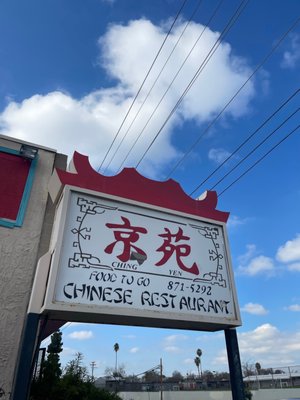 京苑
CHING YEN
FOOD TO GO 871-5292
CHINESE RESTAURANT